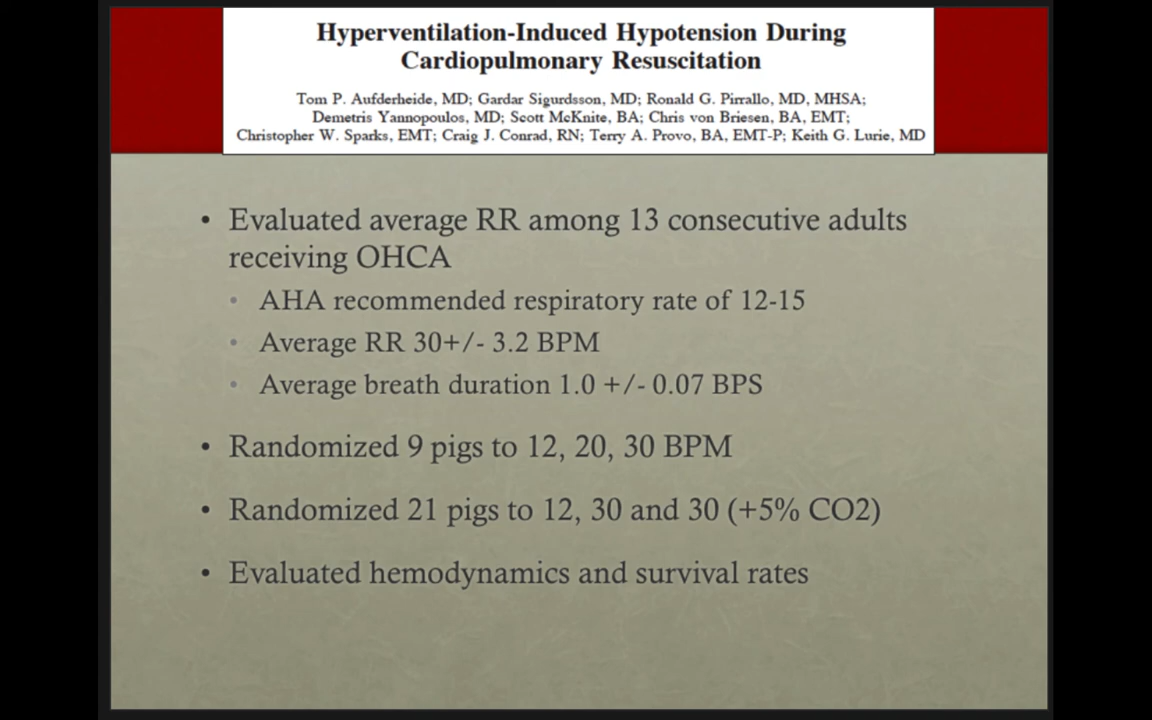 Hyperventilation-Induced Hypotension During
Cardiopulmonary Resuscitation
Tom P. Aufderheide, MD; Gardar Sigurdsson, MD; Ronald G. Pirrallo, MD, MHSA;
Demetris Yannopoulos, MD; Scott McKnite, BA; Chris von Briesen, BA, EMT;
Christopher W. Sparks, EMT; Craig J. Conrad, RN; Terry A. Provo, BA, EMT-P; Keith G. Lurie, MD
• Evaluated average RR among 13 consecutive adults
receiving OHCA
• AHA recommended respiratory rate of 12-15
• Average RR 30+/- 3.2 BPM
• Average breath duration 1.0 +/- 0.07 BPS
• Randomized 9 pigs to 12, 20, 30 BPM
• Randomized 21 pigs to 12, 30 and 30 (+5% CO2)
• Evaluated hemodynamics and survival rates